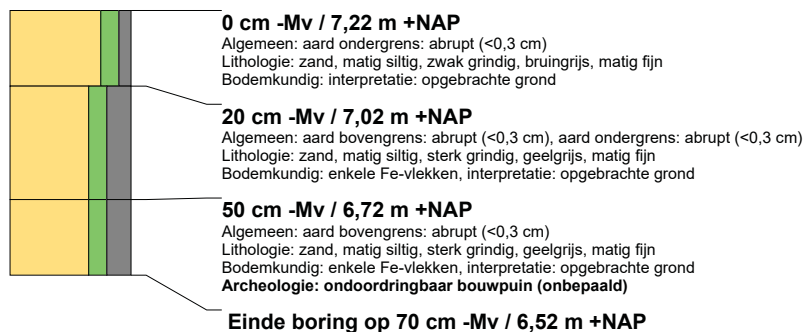 0 cm -Mv / 7,22 m +NAP
Algemeen: aard ondergrens: abrupt (<0,3 cm)
Lithologie: zand, matig siltig, zwak grindig, bruingrijs, matig fijn
Bodemkundig: interpretatie: opgebrachte grond
20 cm -Mv / 7,02 m +NAP
Algemeen: aard bovengrens: abrupt (<0,3 cm), aard ondergrens: abrupt (<0,3 cm)
Lithologie: zand, matig siltig, sterk grindig, geelgrijs, matig fijn
Bodemkundig: enkele Fe-vlekken, interpretatie: opgebrachte grond
50 cm -Mv / 6,72 m +NAP
Algemeen: aard bovengrens: abrupt (<0,3 cm)
Lithologie: zand, matig siltig, sterk grindig, geelgrijs, matig fijn
Bodemkundig: enkele Fe-vlekken, interpretatie: opgebrachte grond
Archeologie: ondoordringbaar bouwpuin (onbepaald)
Einde boring op 70 cm -Mv / 6,52 m +NAP